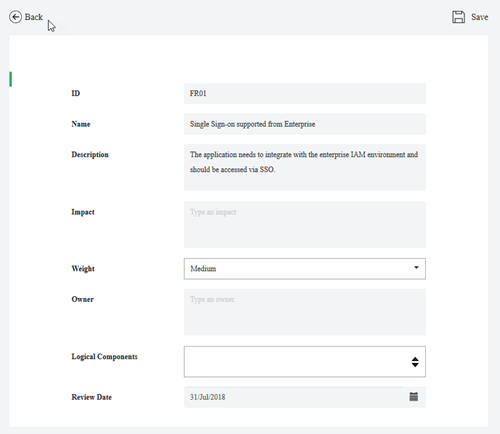 Back
Save
ID
FR01
Name
Single Sign-on supported from Enterprise
Description
The application needs to integrate with the enterprise IAM environment and
should be accessed via SSO.
Impact
Type an impact
Weight
Medium
Owner
Type an owner
Logical Components
Review Date
31/Jul/2018